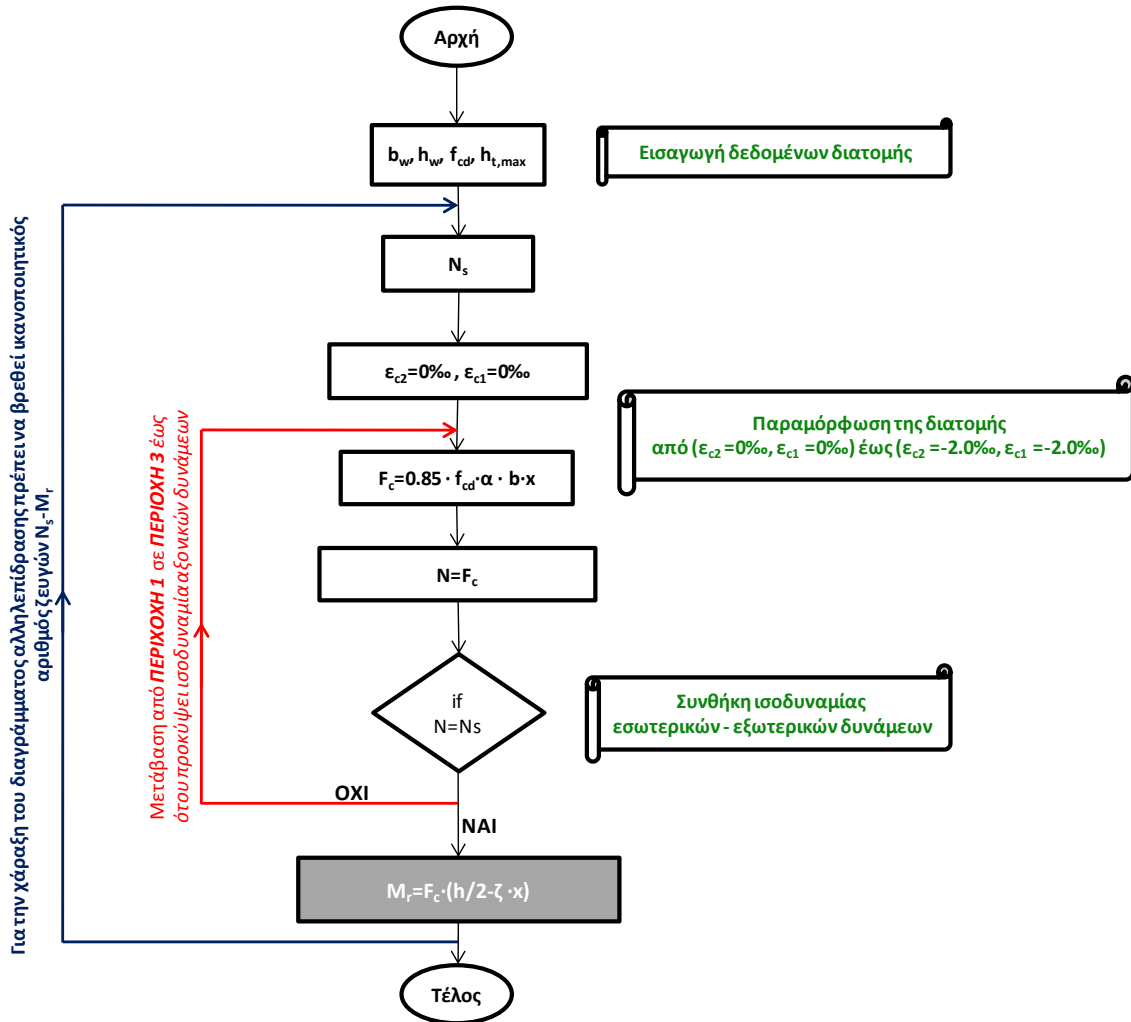 Αρχή
b_w, h_w, f_cd, h_t,max
Εισαγωγή δεδομένων διατομής
N_s
ε_c2=0‰ , ε_c1=0‰
Παραμόρφωση της διατομής
από (ε_c2 =0‰, ε_c1 =0‰) έως (ε_c2 =-2.0‰, ε_c1 =-2.0‰)
F_c=0.85 · f_cd·α · b·x
N=F_c
if
N=Ns
Συνθήκη ισοδυναμίας
εσωτερικών - εξωτερικών δυνάμεων
ΟΧΙ
ΝΑΙ
M_r=F_c·(h/2-ζ ·x)
Τέλος
Για την χάραξη του διαγράμματος αλληλεπίδρασης πρέπει να βρεθεί ικανοποιητικός
αριθμός ζευγών N_s-M_r
Μετάβαση από ΠΕΡΙΧΟΧΗ 1 σε ΠΕΡΙΟΧΗ 3 έως
ότου προκύψει ισοδυναμία αξονικών δυνάμεων